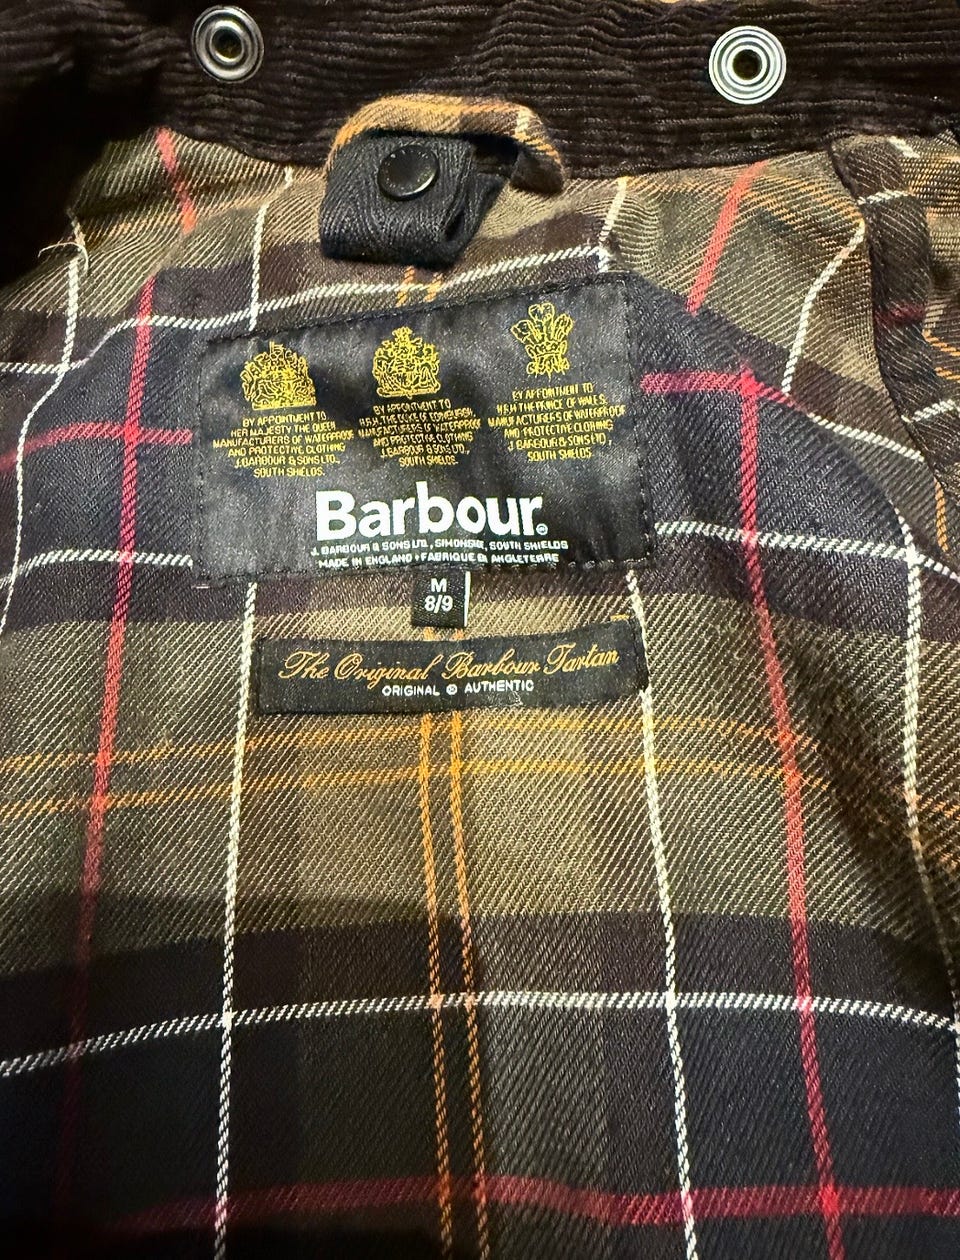 BY APPOINTMENT TO
HER MAJESTY THE QUEEN
MANUFACTURERS OF WATERPROOF
AND PROTECTIVE CLOTHING
J.BARBOUR & SONS LTD.,
SOUTH SHIELDS.
BY APPOINTMENT TO
H.R.H. THE DUKE OF EDINBURGH,
MANUFACTURERS OF WATERPROOF
AND PROTECTIVE CLOTHING
J.BARBOUR & SONS LTD.,
SOUTH SHIELDS.
BY APPOINTMENT TO
H.R.H THE PRINCE OF WALES,
MANUFACTURERS OF WATERPROOF
AND PROTECTIVE CLOTHING
J.BARBOUR & SONS LTD.,
SOUTH SHIELDS.
Barbour®
J. BARBOUR & SONS LTD., SIMONSIDE, SOUTH SHIELDS
MADE IN ENGLAND • FABRIQUE EN ANGLETERRE
M
8/9
The Original Barbour Tartan
ORIGINAL ® AUTHENTIC